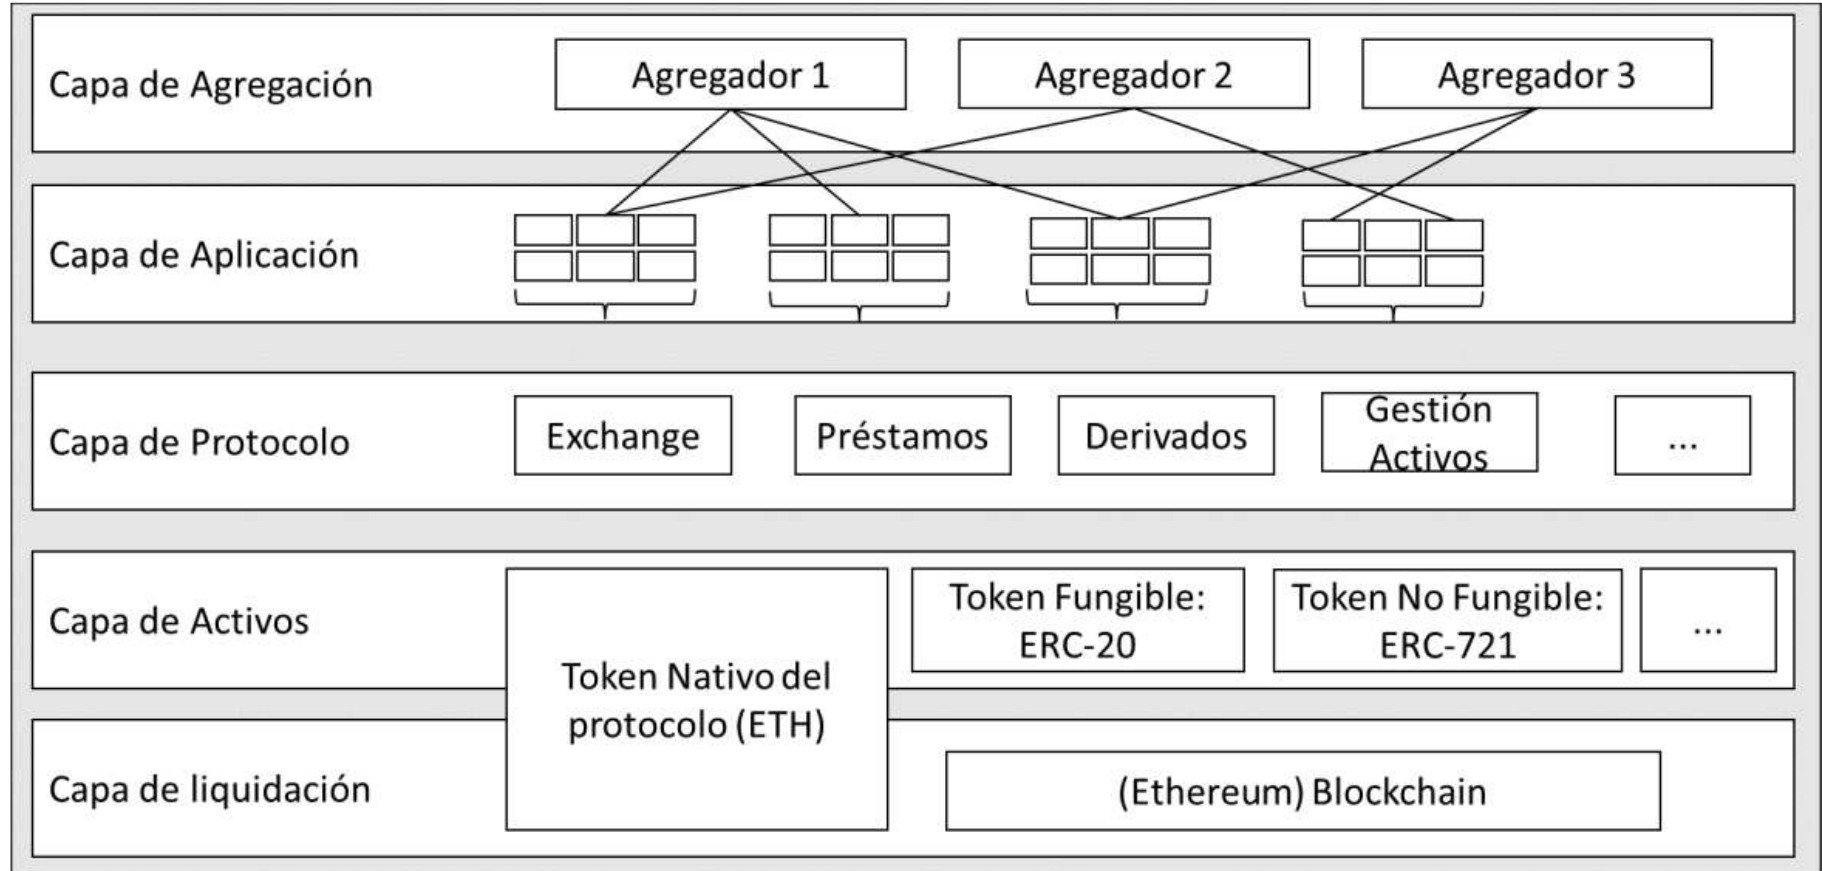 Capa de Agregación
Agregador 1
Agregador 2
Agregador 3
Capa de Aplicación
Capa de Protocolo
Exchange
Préstamos
Derivados
Gestión
Activos
...
Capa de Activos
Token Nativo del
protocolo (ETH)
Token Fungible:
ERC-20
Token No Fungible:
ERC-721
...
Capa de liquidación
(Ethereum) Blockchain